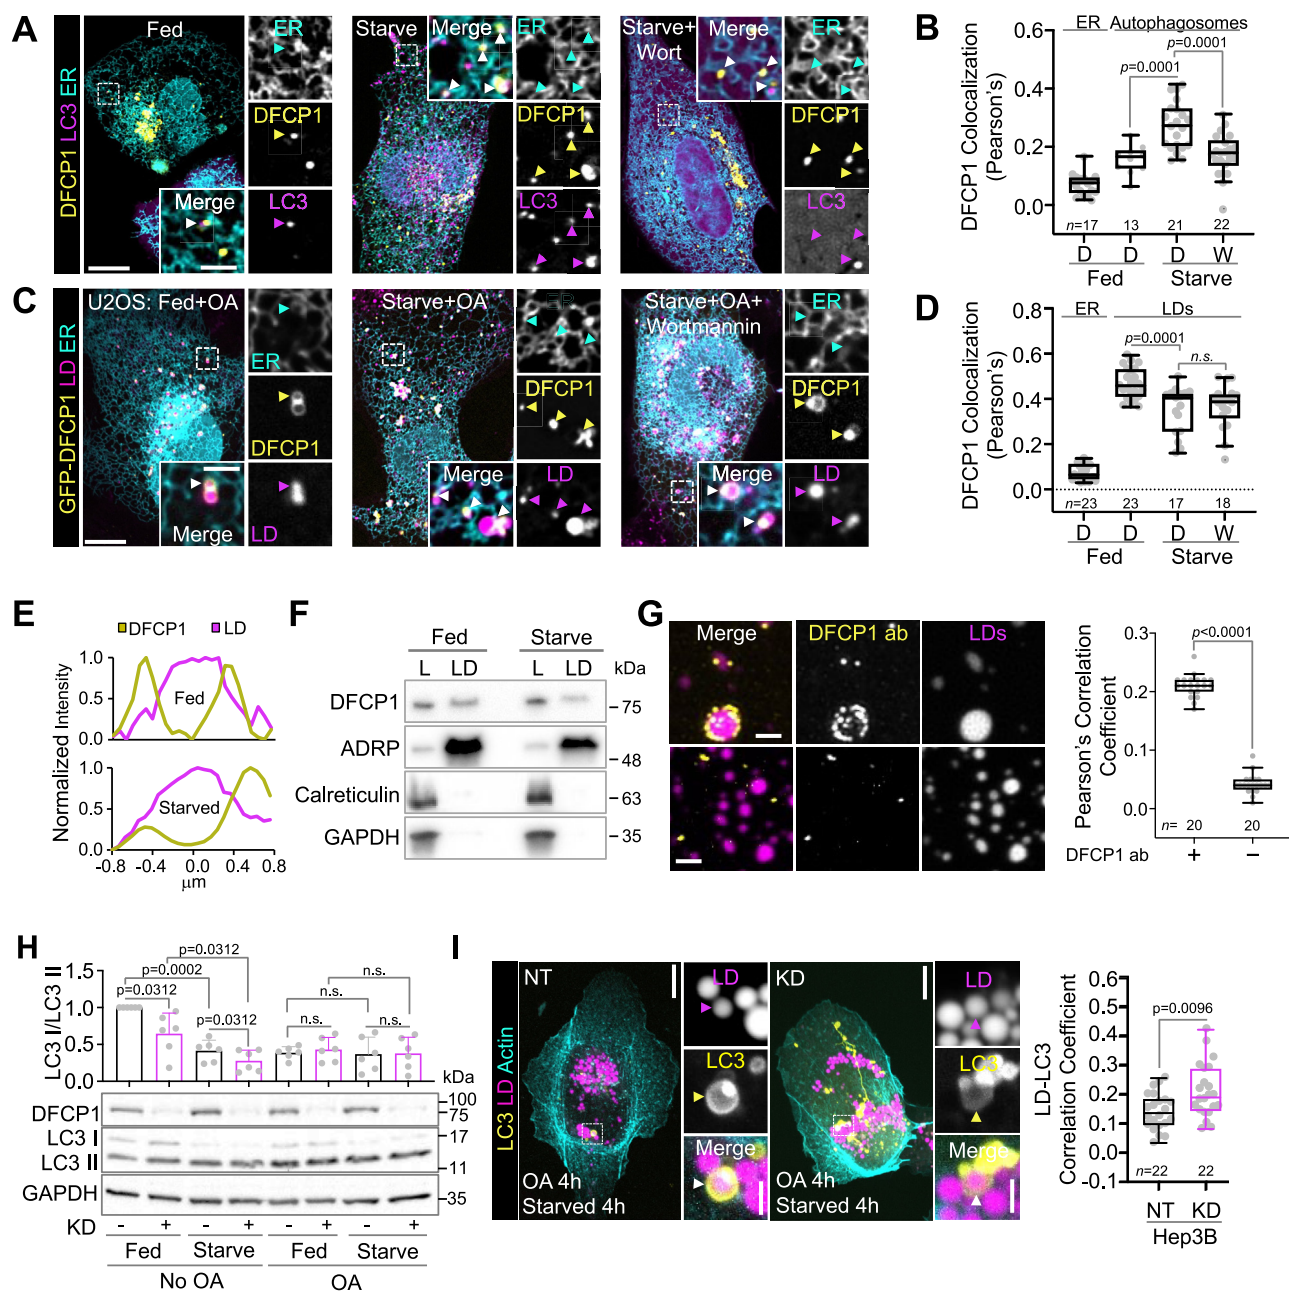 A
DFCP1 LC3 ER
Fed
ER
DFCP1
LC3
Merge
Starve
Merge
ER
DFCP1
LC3
Starve+
Wort
Merge
ER
DFCP1
LC3
B
ER
Autophagosomes
p=0.0001
p=0.0001
DFCP1 Colocalization
(Pearson's)
0.6
0.4
0.2
0.0
n=17
13
21
22
D
D
D
W
Fed
Starve
C
GFP-DFCP1 LD ER
U2OS: Fed+OA
ER
DFCP1
LD
Merge
Starve+OA
ER
DFCP1
LD
Merge
Starve+OA+
Wortmannin
ER
DFCP1
LD
Merge
D
ER
LDs
p=0.0001
n.s.
DFCP1 Colocalization
(Pearson's)
0.8
0.6
0.4
0.2
0.0
n=23
23
17
18
D
D
D
W
Fed
Starve
E
DFCP1
LD
Normalized Intensity
1.0
0.5
0.0
Fed
1.0
0.5
0.0
Starved
-0.8
-0.4
0.0
0.4
0.8
µm
F
Fed
Starve
L
LD
L
LD
kDa
DFCP1
75
ADRP
48
Calreticulin
63
GAPDH
35
G
Merge
DFCP1 ab
LDs
p<0.0001
Pearson's Correlation
Coefficient
0.3
0.2
0.1
0.0
n=
20
20
DFCP1 ab
+
−
H
LC3 I/LC3 II
1.5
1.0
0.5
0.0
p=0.0312
p=0.0002
p=0.0312
p=0.0312
n.s.
n.s.
n.s.
n.s.
kDa
DFCP1
100
75
LC3 I
17
LC3 II
11
GAPDH
35
KD
- + - + - + - +
Fed
Starve
Fed
Starve
No OA
OA
I
LC3 LD Actin
NT
OA 4h
Starved 4h
LD
LC3
Merge
KD
OA 4h
Starved 4h
LD
LC3
Merge
LD-LC3
Correlation Coefficient
0.6
0.5
0.4
0.3
0.2
0.1
0.0
-0.1
p=0.0096
n=22
22
NT
KD
Hep3B